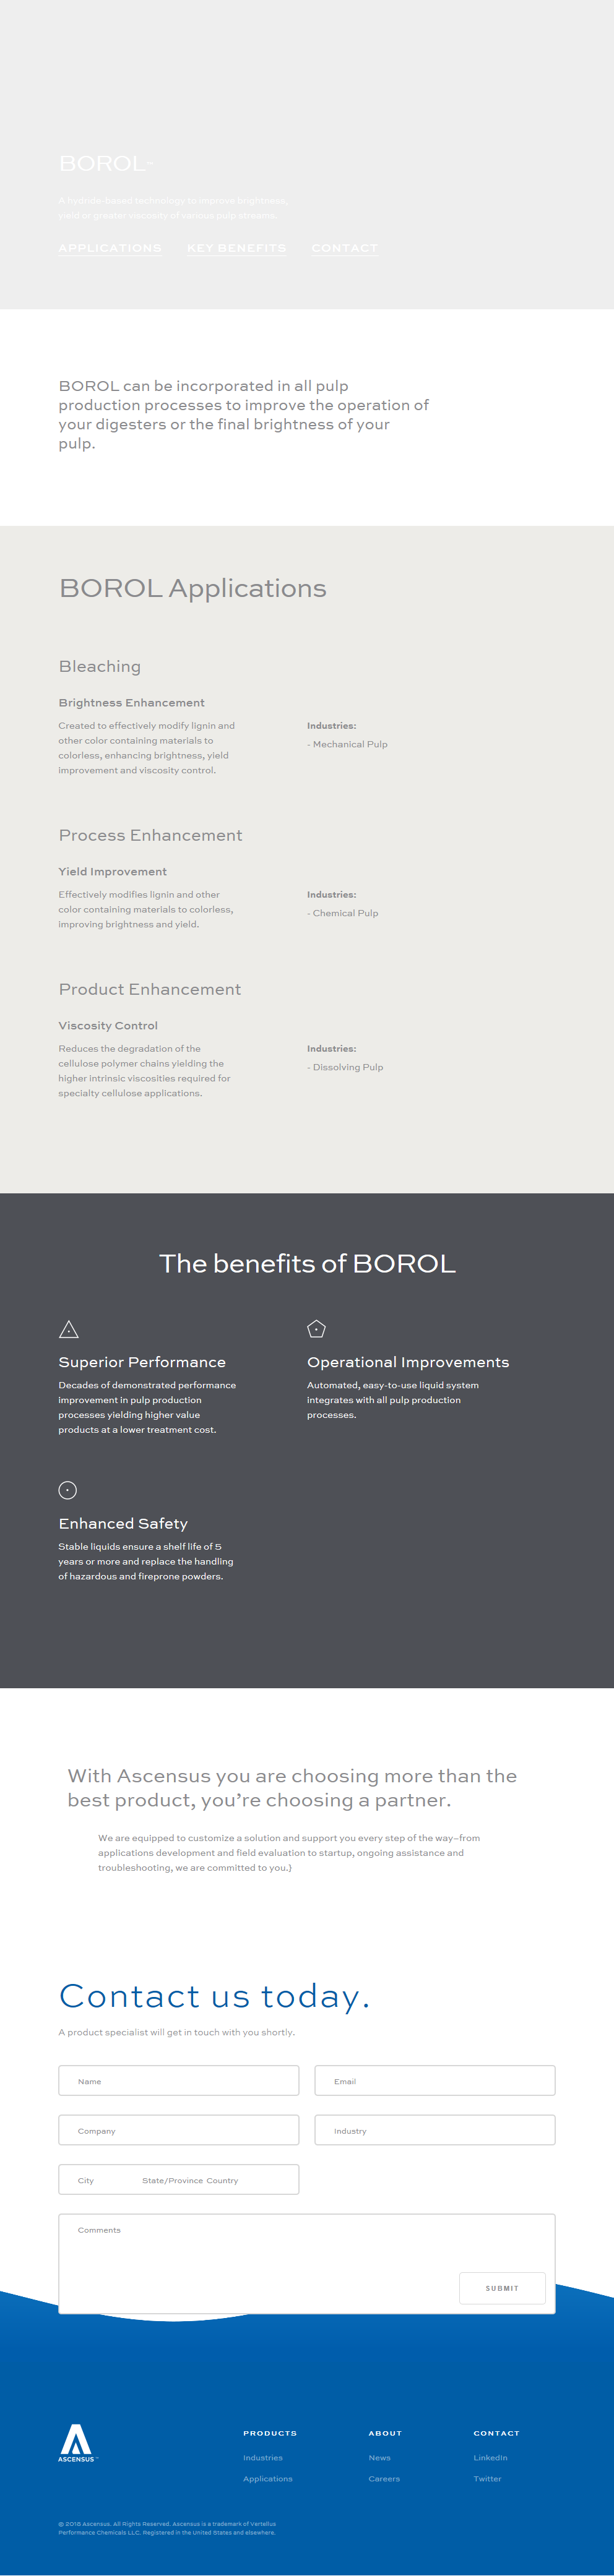 BOROL™
A hydride-based technology to improve brightness,
yield or greater viscosity of various pulp streams.
APPLICATIONS KEY BENEFITS CONTACT
BOROL can be incorporated in all pulp
production processes to improve the operation of
your digesters or the final brightness of your
pulp.
BOROL Applications
Bleaching
Brightness Enhancement
Created to effectively modify lignin and
other color containing materials to
colorless, enhancing brightness, yield
improvement and viscosity control.
Industries:
- Mechanical Pulp
Process Enhancement
Yield Improvement
Effectively modifies lignin and other
color containing materials to colorless,
improving brightness and yield.
Industries:
- Chemical Pulp
Product Enhancement
Viscosity Control
Reduces the degradation of the
cellulose polymer chains yielding the
higher intrinsic viscosities required for
specialty cellulose applications.
Industries:
- Dissolving Pulp
The benefits of BOROL
Superior Performance
Decades of demonstrated performance
improvement in pulp production
processes yielding higher value
products at a lower treatment cost.
Operational Improvements
Automated, easy-to-use liquid system
integrates with all pulp production
processes.
Enhanced Safety
Stable liquids ensure a shelf life of 5
years or more and replace the handling
of hazardous and fireprone powders.
With Ascensus you are choosing more than the
best product, you’re choosing a partner.
We are equipped to customize a solution and support you every step of the way–from
applications development and field evaluation to startup, ongoing assistance and
troubleshooting, we are committed to you.}
Contact us today.
A product specialist will get in touch with you shortly.
Name
Email
Company
Industry
City State/Province Country
Comments
SUBMIT
ASCENSUS™
PRODUCTS
Industries
Applications
ABOUT
News
Careers
CONTACT
LinkedIn
Twitter
© 2016 Ascensus. All Rights Reserved. Ascensus is a trademark of Vertellus
Performance Chemicals LLC. Registered in the United States and elsewhere.